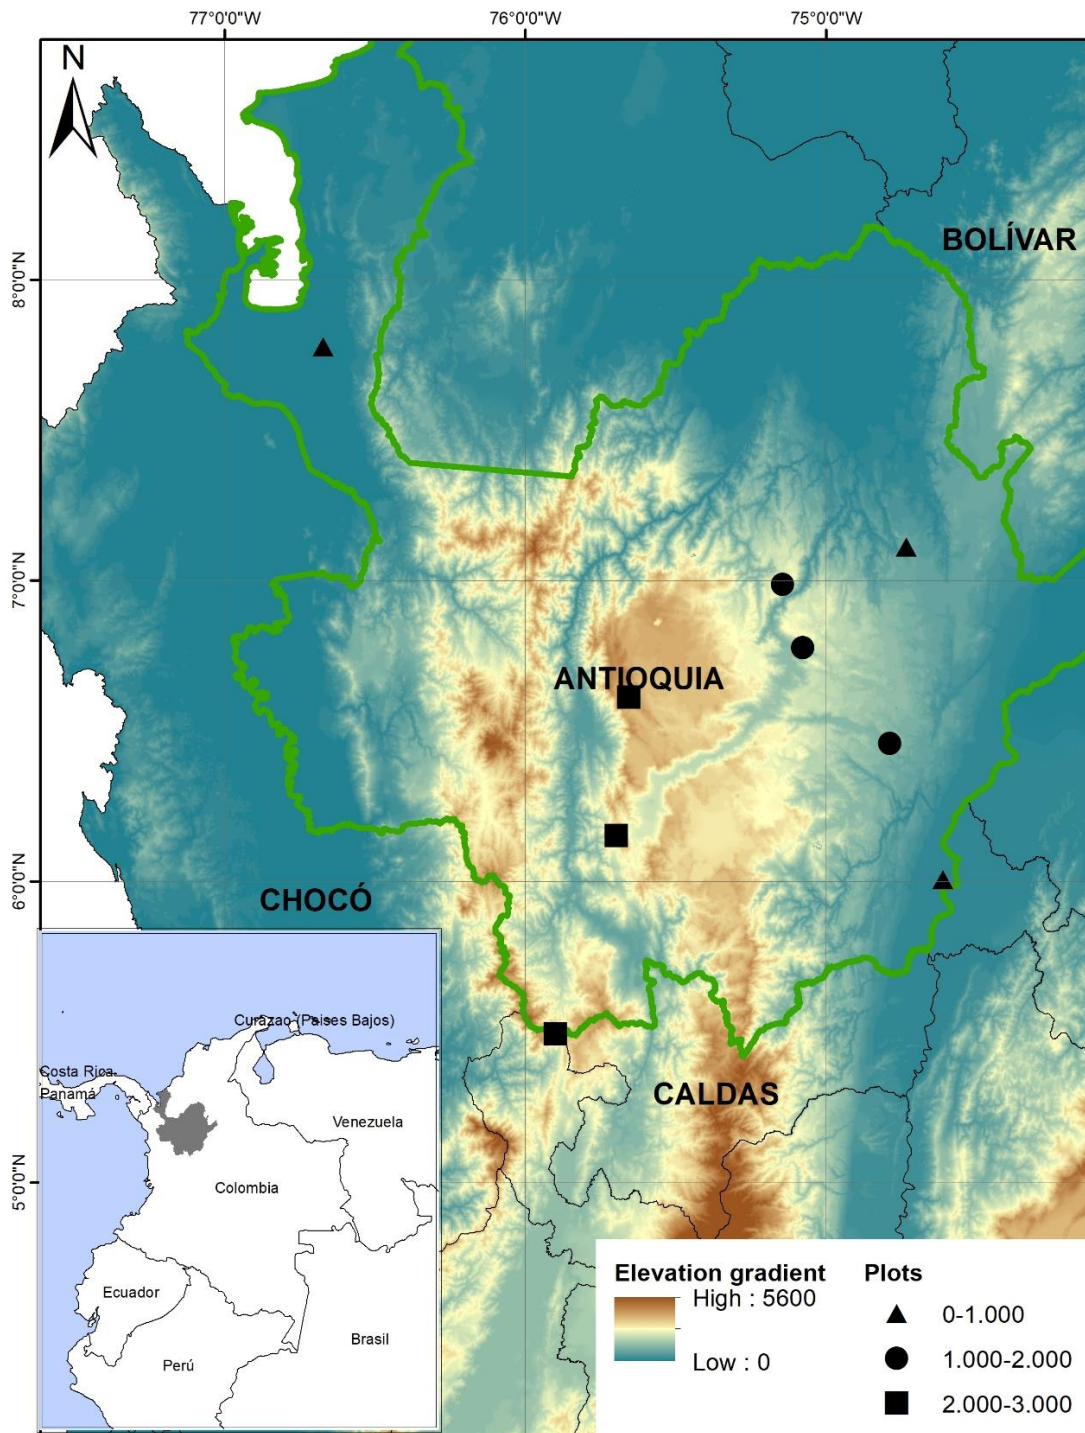 77°0'0"W 76°0'0"W 75°0'0"W
N
BOLÍVAR
8°0'0"N
7°0'0"N
ANTIOQUIA
6°0'0"N
CHOCÓ
CALDAS
5°0'0"N
Curazao (Paises Bajos)
Costa Rica
Panamá
Venezuela
Colombia
Ecuador
Perú
Brasil
Elevation gradient
High : 5600
Low : 0
Plots
0-1.000
1.000-2.000
2.000-3.000